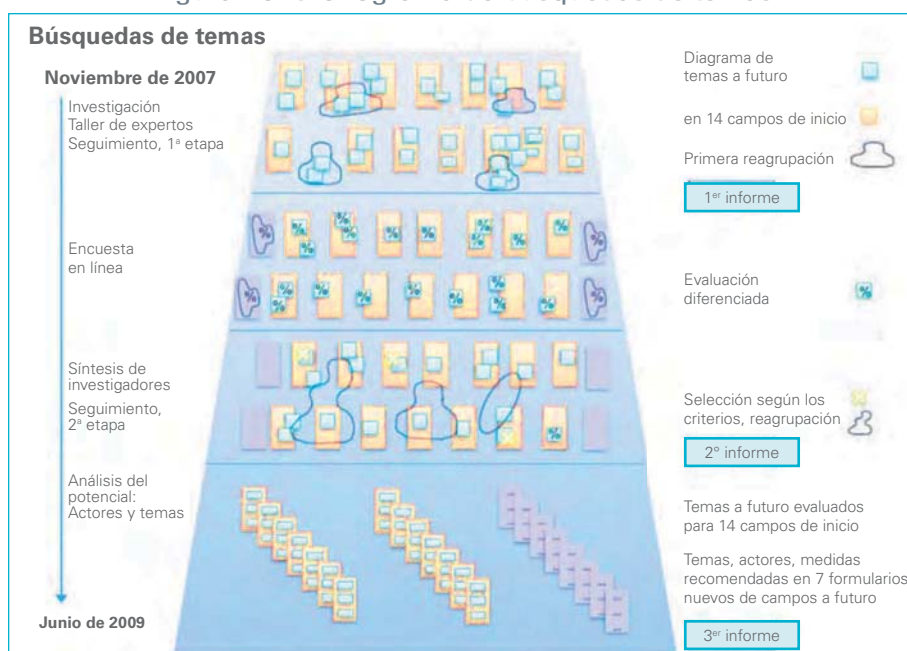 Búsquedas de temas
Noviembre de 2007
Investigación
Taller de expertos
Seguimiento, 1ª etapa
Encuesta
en línea
Síntesis de
investigadores
Seguimiento,
2ª etapa
Análisis del
potencial:
Actores y temas
Junio de 2009
% % % % % % % % % % % %
% % % % % % % % % % % %
%
Diagrama de
temas a futuro
en 14 campos de inicio
Primera reagrupación
1er informe
Evaluación
diferenciada
%
Selección según los
criterios, reagrupación
2° informe
Temas a futuro evaluados
para 14 campos de inicio
Temas, actores, medidas
recomendadas en 7 formularios
nuevos de campos a futuro
3er informe